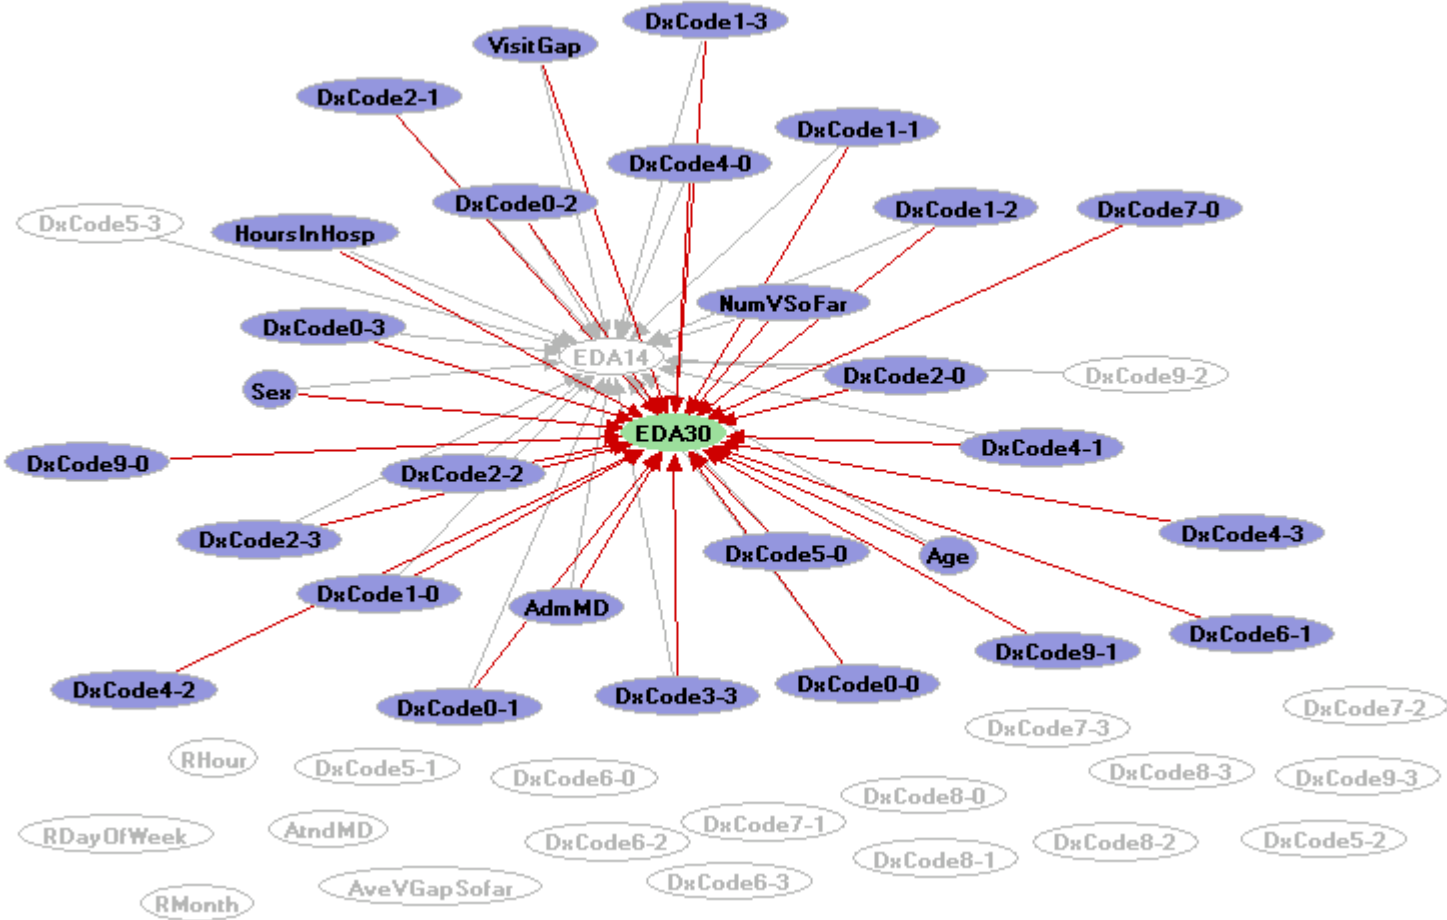 DxCode1-3
VisitGap
DxCode2-1
DxCode1-1
DxCode4-0
DxCode0-2
DxCode1-2
DxCode7-0
DxCode5-3
HoursInHosp
NumVSoFar
DxCode0-3
EDA14
DxCode2-0
DxCode9-2
Sex
EDA30
DxCode4-1
DxCode9-0
DxCode2-2
DxCode4-3
DxCode2-3
DxCode5-0
Age
DxCode1-0
AdmMD
DxCode6-1
DxCode9-1
DxCode4-2
DxCode0-0
DxCode3-3
DxCode0-1
DxCode7-2
DxCode7-3
RHour
DxCode5-1
DxCode6-0
DxCode8-3
DxCode9-3
DxCode8-0
DxCode7-1
AtndMD
RDayOfWeek
DxCode6-2
DxCode8-2
DxCode5-2
DxCode8-1
DxCode6-3
AveVGapSofar
RMonth